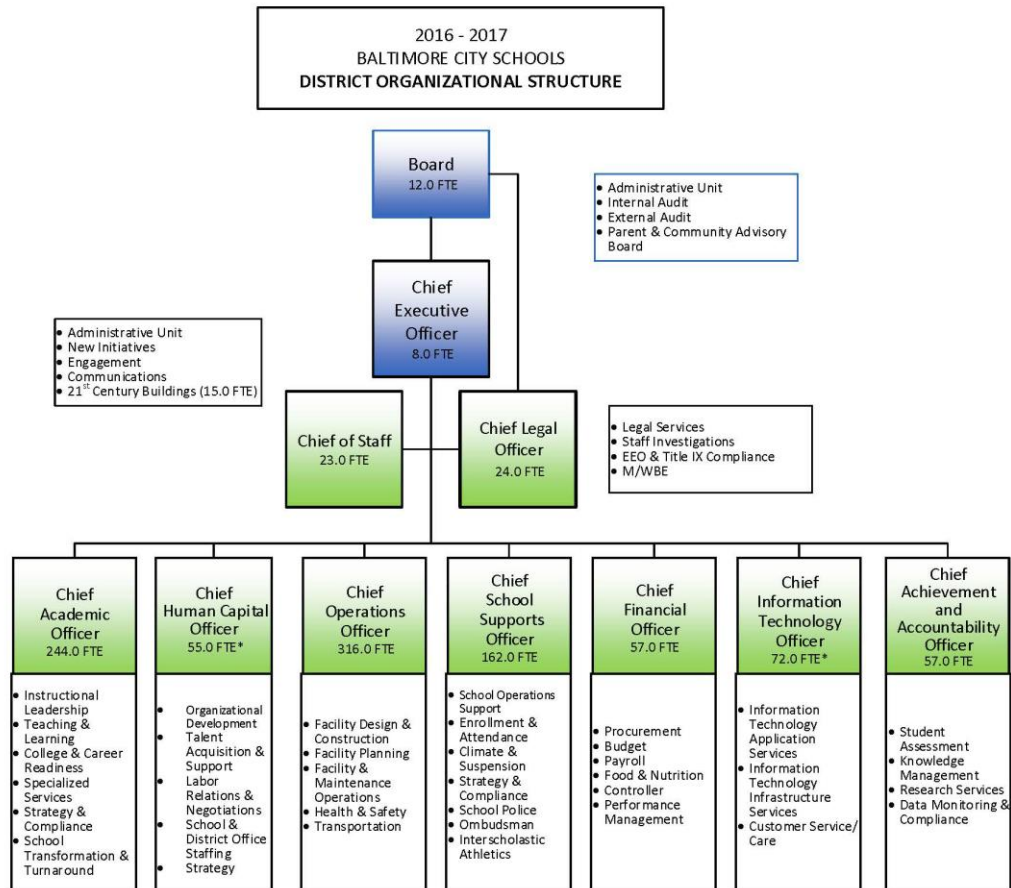 2016 - 2017
BALTIMORE CITY SCHOOLS
DISTRICT ORGANIZATIONAL STRUCTURE
Board
12.0 FTE
• Administrative Unit
• Internal Audit
• External Audit
• Parent & Community Advisory
Board
Chief
Executive
Officer
8.0 FTE
• Administrative Unit
• New Initiatives
• Engagement
• Communications
• 21st Century Buildings (15.0 FTE)
Chief of Staff
23.0 FTE
Chief Legal
Officer
24.0 FTE
• Legal Services
• Staff Investigations
• EEO & Title IX Compliance
• M/WBE
Chief
Academic
Officer
244.0 FTE
• Instructional
Leadership
• Teaching &
Learning
• College & Career
Readiness
• Specialized
Services
• Strategy &
Compliance
• School
Transformation &
Turnaround
Chief
Human Capital
Officer
55.0 FTE*
• Organizational
Development
• Talent
Acquisition &
Support
• Labor
Relations &
Negotiations
• School &
District Office
Staffing
• Strategy
Chief
Operations
Officer
316.0 FTE
• Facility Design &
Construction
• Facility Planning
• Facility &
Maintenance
Operations
• Health & Safety
• Transportation
Chief
School
Supports
Officer
162.0 FTE
• School Operations
Support
• Enrollment &
Attendance
• Climate &
Suspension
• Strategy &
Compliance
• School Police
• Ombudsman
• Interscholastic
Athletics
Chief
Financial
Officer
57.0 FTE
• Procurement
• Budget
• Payroll
• Food & Nutrition
• Controller
• Performance
Management
Chief
Information
Technology
Officer
72.0 FTE*
• Information
Technology
Application
Services
• Information
Technology
Infrastructure
Services
• Customer Service/
Care
Chief
Achievement
and
Accountability
Officer
57.0 FTE
• Student
Assessment
• Knowledge
Management
• Research Services
• Data Monitoring &
Compliance